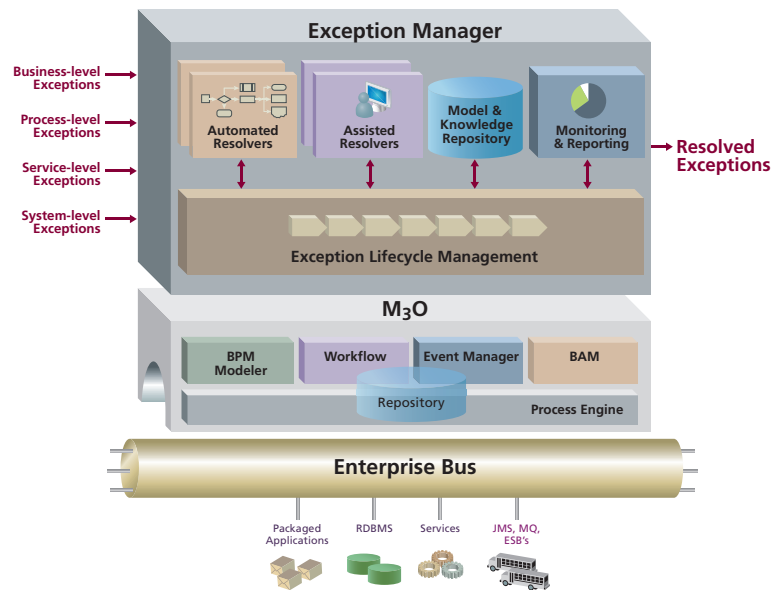 Exception Manager
Business-level
Exceptions
Process-level
Exceptions
Service-level
Exceptions
System-level
Exceptions
Automated
Resolvers
Assisted
Resolvers
Model &
Knowledge
Repository
Monitoring
& Reporting
Resolved
Exceptions
Exception Lifecycle Management
M3O
BPM
Modeler
Workflow
Event Manager
BAM
Repository
Process Engine
Enterprise Bus
Packaged
Applications
RDBMS
Services
JMS, MQ,
ESB's